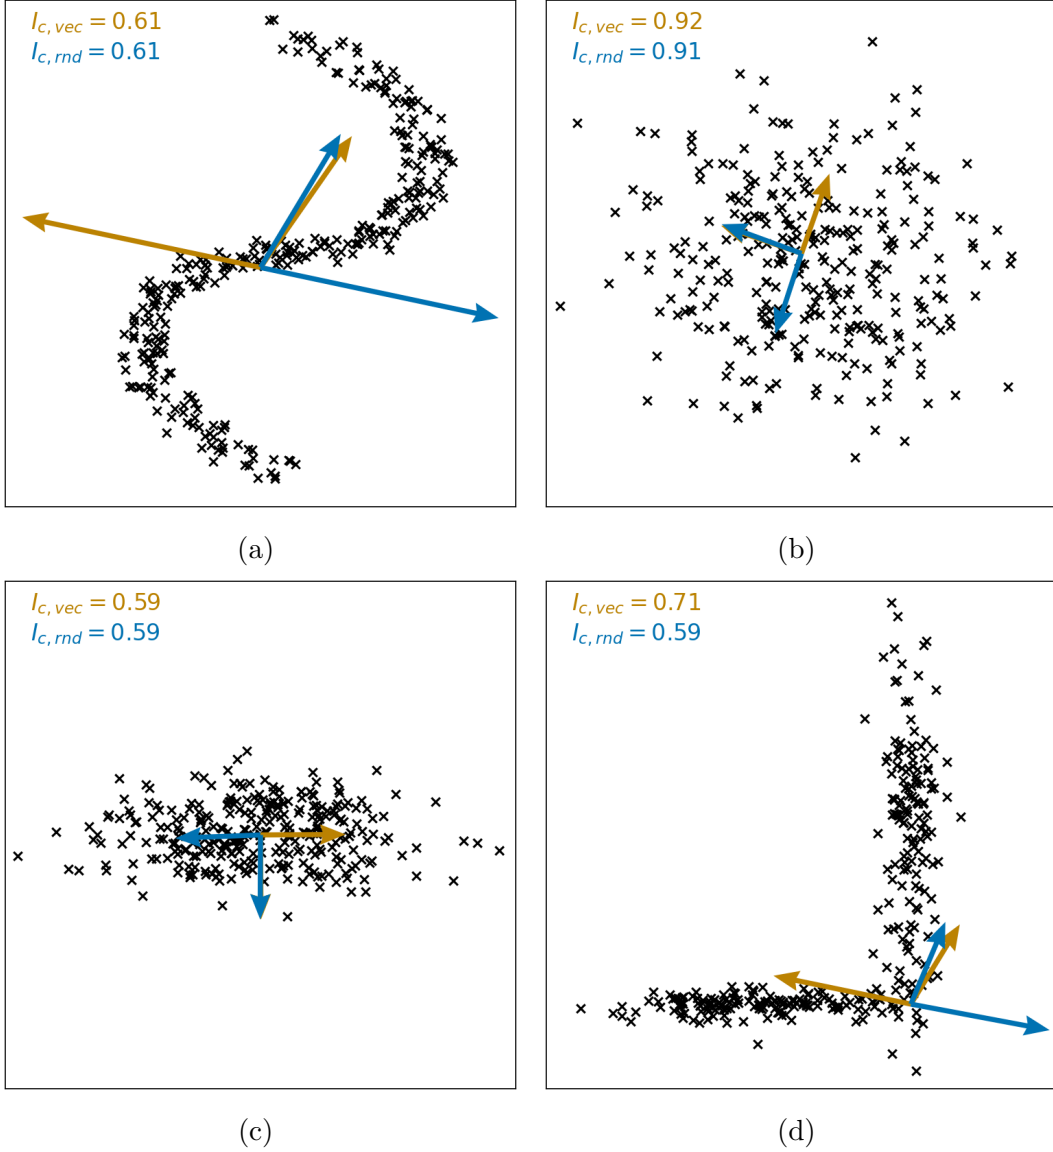 I_{c, vec} = 0.61
I_{c, rnd} = 0.61
I_{c, vec} = 0.92
I_{c, rnd} = 0.91
(a)
(b)
I_{c, vec} = 0.59
I_{c, rnd} = 0.59
I_{c, vec} = 0.71
I_{c, rnd} = 0.59
(c)
(d)